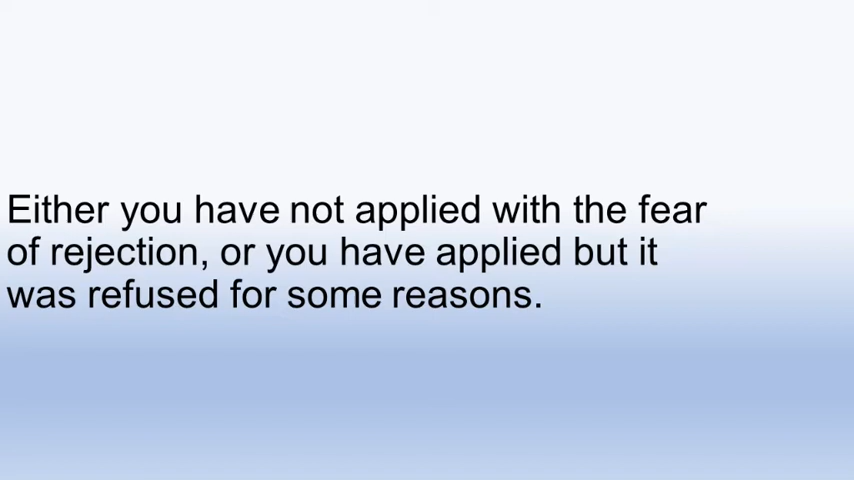 Either you have not applied with the fear
of rejection, or you have applied but it
was refused for some reasons.